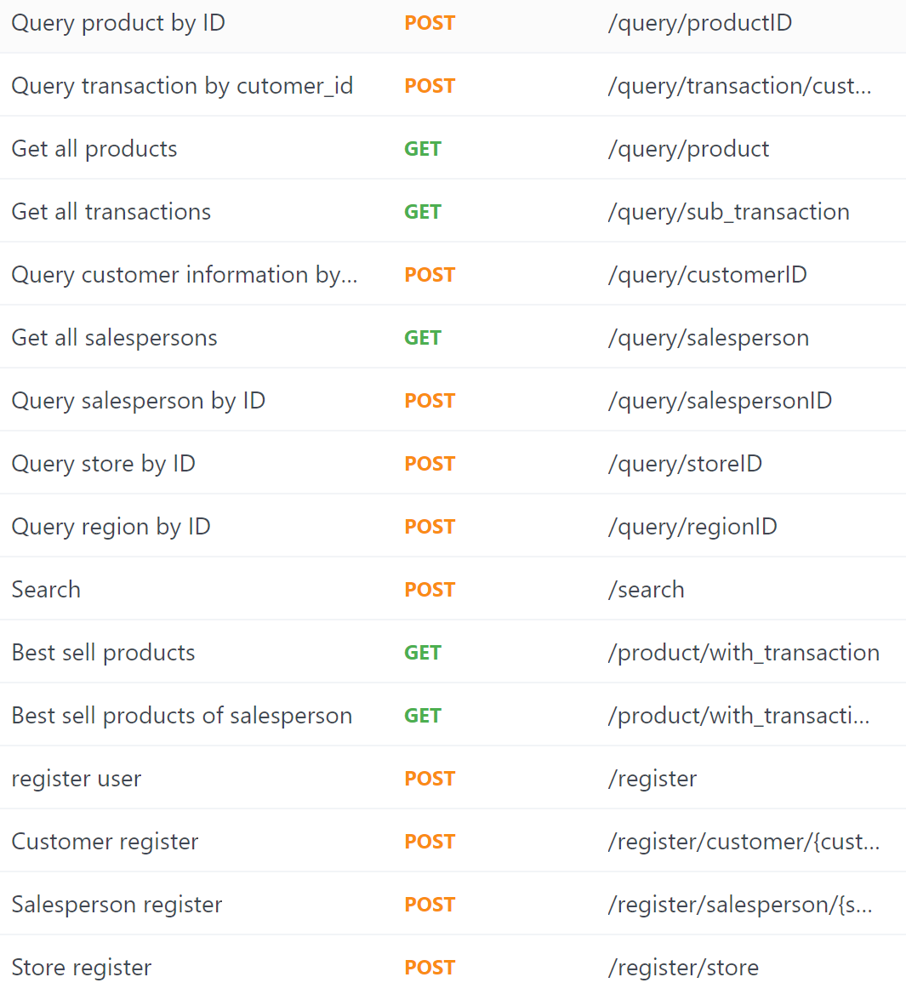 Query product by ID POST /query/productID
Query transaction by cutomer_id POST /query/transaction/cust...
Get all products GET /query/product
Get all transactions GET /query/sub_transaction
Query customer information by... POST /query/customerID
Get all salespersons GET /query/salesperson
Query salesperson by ID POST /query/salespersonID
Query store by ID POST /query/storeID
Query region by ID POST /query/regionID
Search POST /search
Best sell products GET /product/with_transaction
Best sell products of salesperson GET /product/with_transacti...
register user POST /register
Customer register POST /register/customer/{cust...
Salesperson register POST /register/salesperson/{s...
Store register POST /register/store